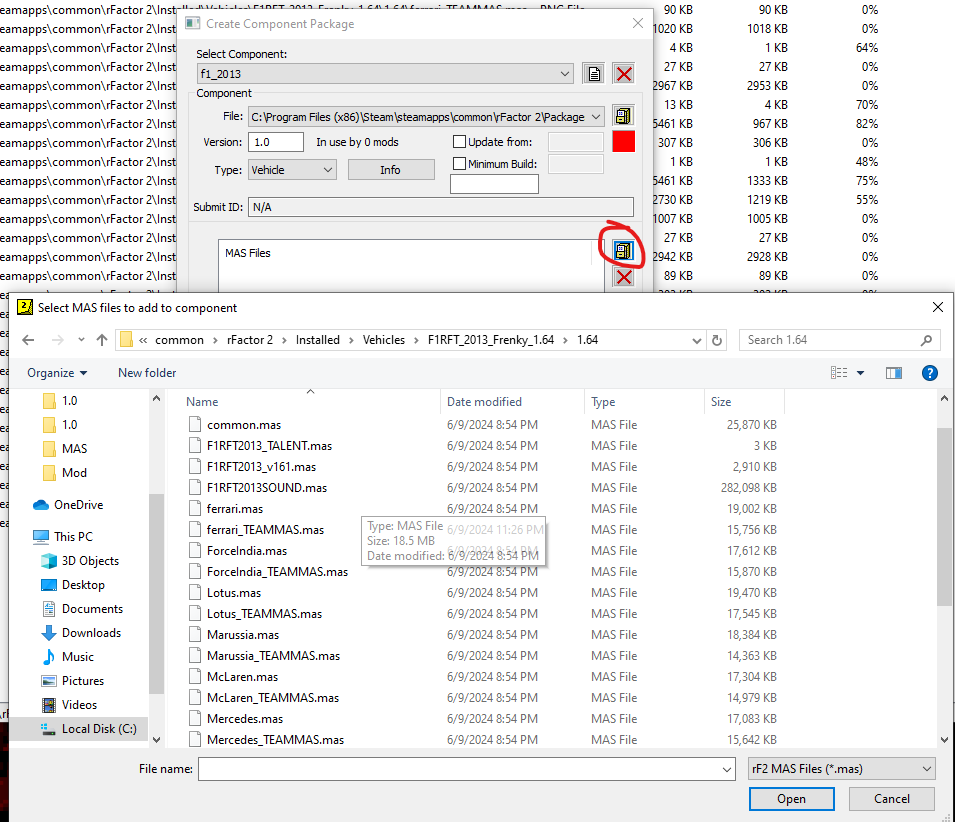 eamapps\common\rFactor 2\Installed\Vehicles\F1RFT_2013_Frenky_1.64\1.64\ferrari_TEAMMAS.mas 90 KB 90 KB 0%
eamapps\common\rFactor 2\Inst 1020 KB 1018 KB 0%
eamapps\common\rFactor 2\Inst 4 KB 1 KB 64%
eamapps\common\rFactor 2\Inst 27 KB 27 KB 0%
eamapps\common\rFactor 2\Inst 2967 KB 2953 KB 0%
eamapps\common\rFactor 2\Inst 13 KB 4 KB 70%
eamapps\common\rFactor 2\Inst 5461 KB 967 KB 82%
eamapps\common\rFactor 2\Inst 307 KB 306 KB 0%
eamapps\common\rFactor 2\Inst 1 KB 1 KB 48%
eamapps\common\rFactor 2\Inst 5461 KB 1333 KB 75%
eamapps\common\rFactor 2\Inst 2730 KB 1219 KB 55%
eamapps\common\rFactor 2\Inst 1007 KB 1005 KB 0%
eamapps\common\rFactor 2\Inst 27 KB 27 KB 0%
eamapps\common\rFactor 2\Inst 2942 KB 2928 KB 0%
eamapps\common\rFactor 2\Inst 89 KB 89 KB 0%
Create Component Package
Select Component:
f1_2013
Component
File: C:\Program Files (x86)\Steam\steamapps\common\rFactor 2\Package
Version: 1.0 In use by 0 mods Update from:
Type: Vehicle Info Minimum Build:
Submit ID: N/A
MAS Files
Select MAS files to add to component
« common > rFactor 2 > Installed > Vehicles > F1RFT_2013_Frenky_1.64 > 1.64 Search 1.64
Organize New folder
1.0
1.0
MAS
Mod
OneDrive
This PC
3D Objects
Desktop
Documents
Downloads
Music
Pictures
Videos
Local Disk (C:)
Name Date modified Type Size
common.mas 6/9/2024 8:54 PM MAS File 25,870 KB
F1RFT2013_TALENT.mas 6/9/2024 8:54 PM MAS File 3 KB
F1RFT2013_v161.mas 6/9/2024 8:54 PM MAS File 2,910 KB
F1RFT2013SOUND.mas 6/9/2024 8:54 PM MAS File 282,098 KB
ferrari.mas 6/9/2024 8:54 PM MAS File 19,002 KB
ferrari_TEAMMAS.mas 6/9/2024 11:26 PM MAS File 15,756 KB
ForceIndia.mas 6/9/2024 8:54 PM MAS File 17,612 KB
ForceIndia_TEAMMAS.mas 6/9/2024 8:54 PM MAS File 15,870 KB
Lotus.mas 6/9/2024 8:54 PM MAS File 19,470 KB
Lotus_TEAMMAS.mas 6/9/2024 8:54 PM MAS File 17,545 KB
Marussia.mas 6/9/2024 8:54 PM MAS File 18,384 KB
Marussia_TEAMMAS.mas 6/9/2024 8:54 PM MAS File 14,363 KB
McLaren.mas 6/9/2024 8:54 PM MAS File 17,304 KB
McLaren_TEAMMAS.mas 6/9/2024 8:54 PM MAS File 14,979 KB
Mercedes.mas 6/9/2024 8:54 PM MAS File 17,083 KB
Mercedes_TEAMMAS.mas 6/9/2024 8:54 PM MAS File 15,642 KB
Type: MAS File
Size: 18.5 MB
Date modified: 6/9/2024 8:54 PM
File name: rF2 MAS Files (*.mas)
Open Cancel